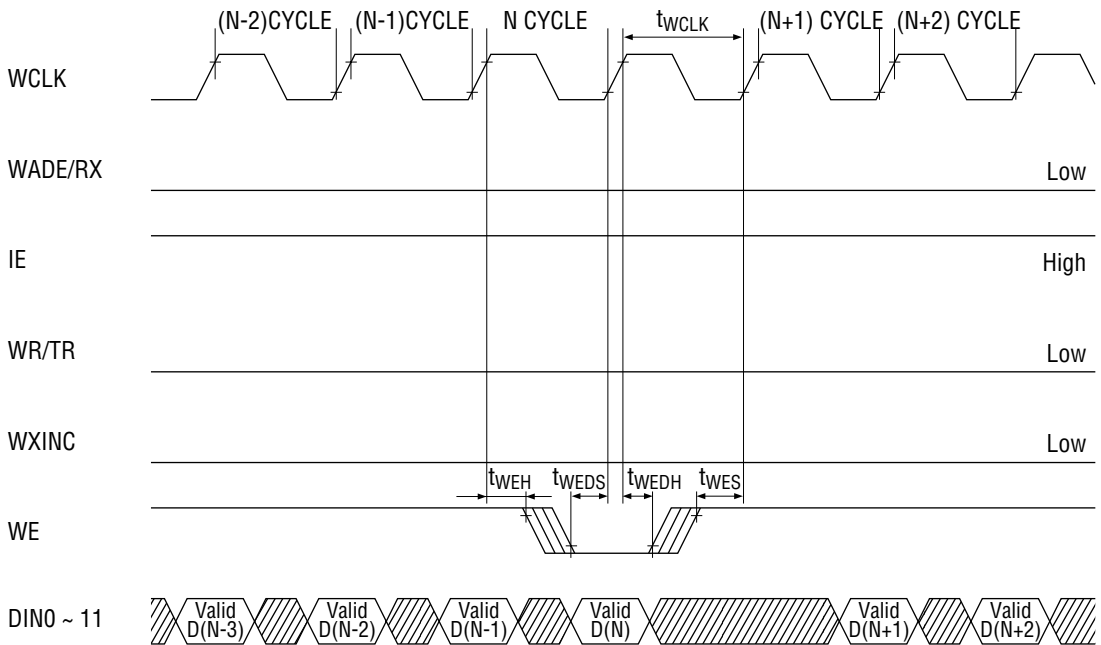 (N-2)CYCLE (N-1)CYCLE N CYCLE tWCLK (N+1) CYCLE (N+2) CYCLE
WCLK
WADE/RX Low
IE High
WR/TR Low
WXINC Low
tWEH tWEDS tWEDH tWES
WE
DIN0 ~ 11 Valid D(N-3) Valid D(N-2) Valid D(N-1) Valid D(N) Valid D(N+1) Valid D(N+2)